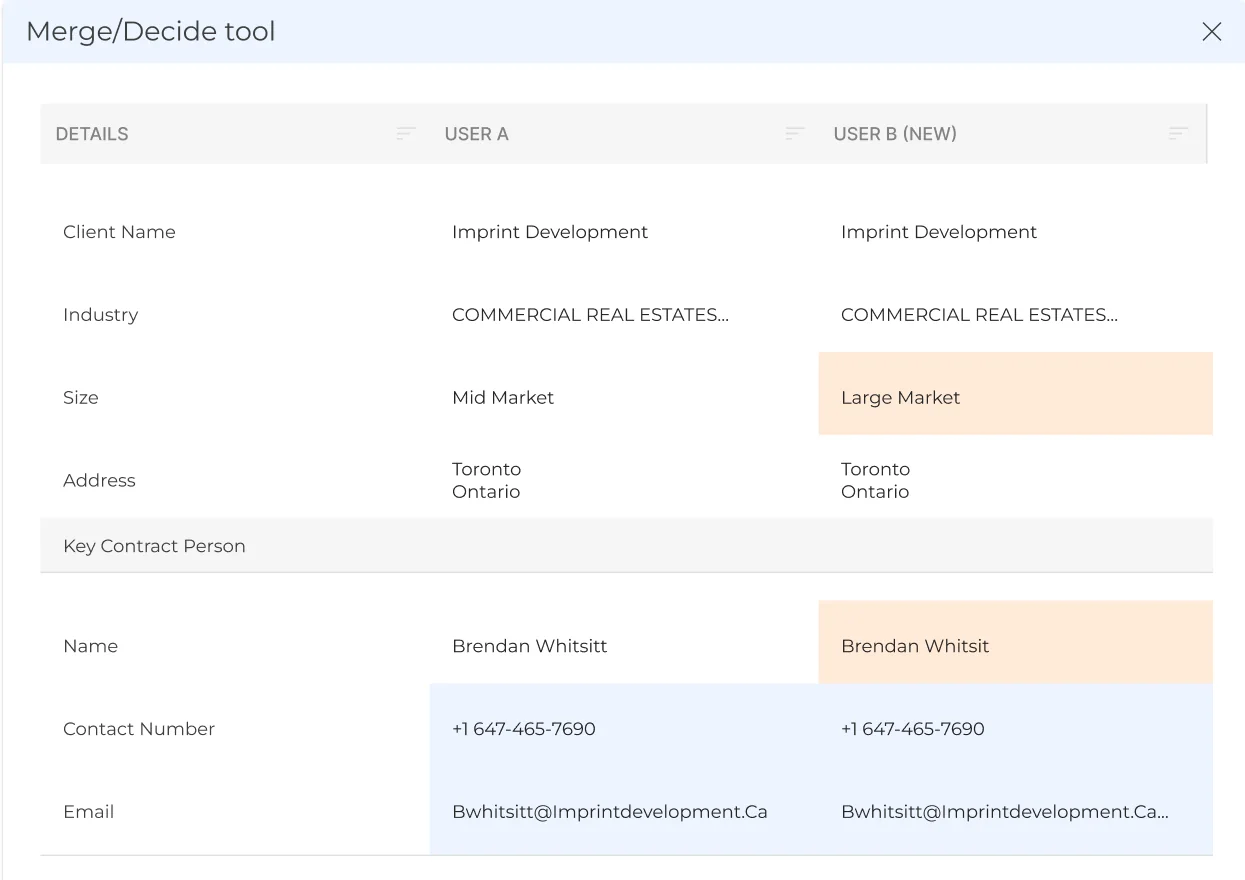 Merge/Decide tool
DETAILS USER A USER B (NEW)
Client Name Imprint Development Imprint Development
Industry COMMERCIAL REAL ESTATES... COMMERCIAL REAL ESTATES...
Size Mid Market Large Market
Address Toronto Ontario Toronto Ontario
Key Contract Person
Name Brendan Whitsitt Brendan Whitsit
Contact Number +1 647-465-7690 +1 647-465-7690
Email Bwhitsitt@Imprintdevelopment.Ca Bwhitsitt@Imprintdevelopment.Ca...